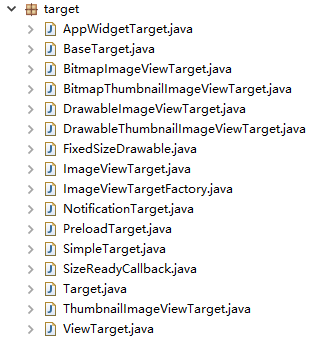 target
AppWidgetTarget.java
BaseTarget.java
BitmapImageViewTarget.java
BitmapThumbnailImageViewTarget.java
DrawableImageViewTarget.java
DrawableThumbnailImageViewTarget.java
FixedSizeDrawable.java
ImageViewTarget.java
ImageViewTargetFactory.java
NotificationTarget.java
PreloadTarget.java
SimpleTarget.java
SizeReadyCallback.java
Target.java
ThumbnailImageViewTarget.java
ViewTarget.java